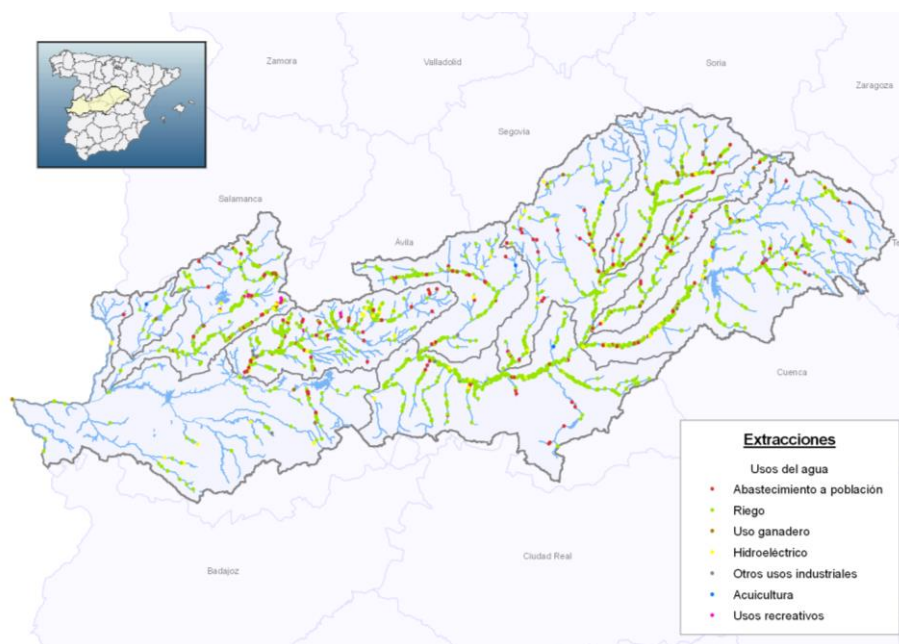 Zamora
Valladolid
Soria
Zaragoza
Segovia
Salamanca
Ávila
Te
Cuenca
Ciudad Real
Badajoz
Extracciones
Usos del agua
Abastecimiento a población
Riego
Uso ganadero
Hidroeléctrico
Otros usos industriales
Acuicultura
Usos recreativos